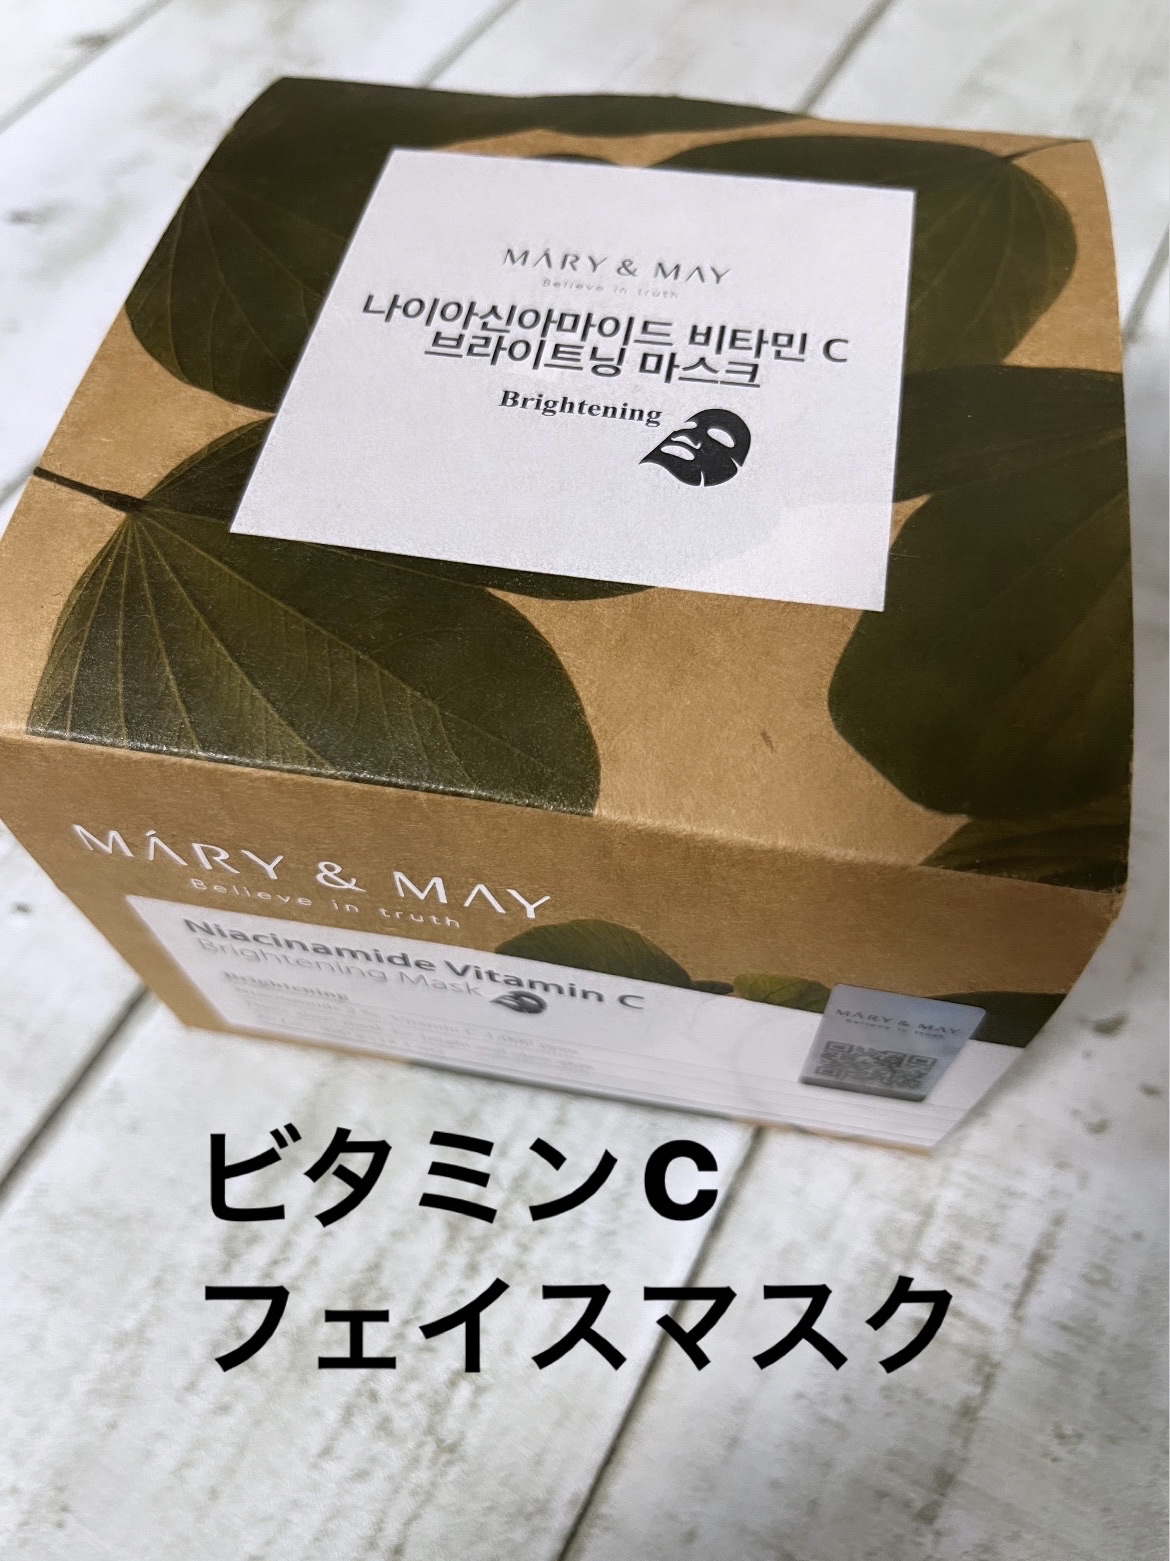 MÁRY & MAY
Believe in truth
나이아신아마이드 비타민 C
브라이트닝 마스크
Brightening
MÁRY & MAY
Believe in truth
Niacinamide Vitamin C
Brightening Mask
Brightening
MÁRY & MAY
Believe in truth
ビタミンC
フェイスマスク